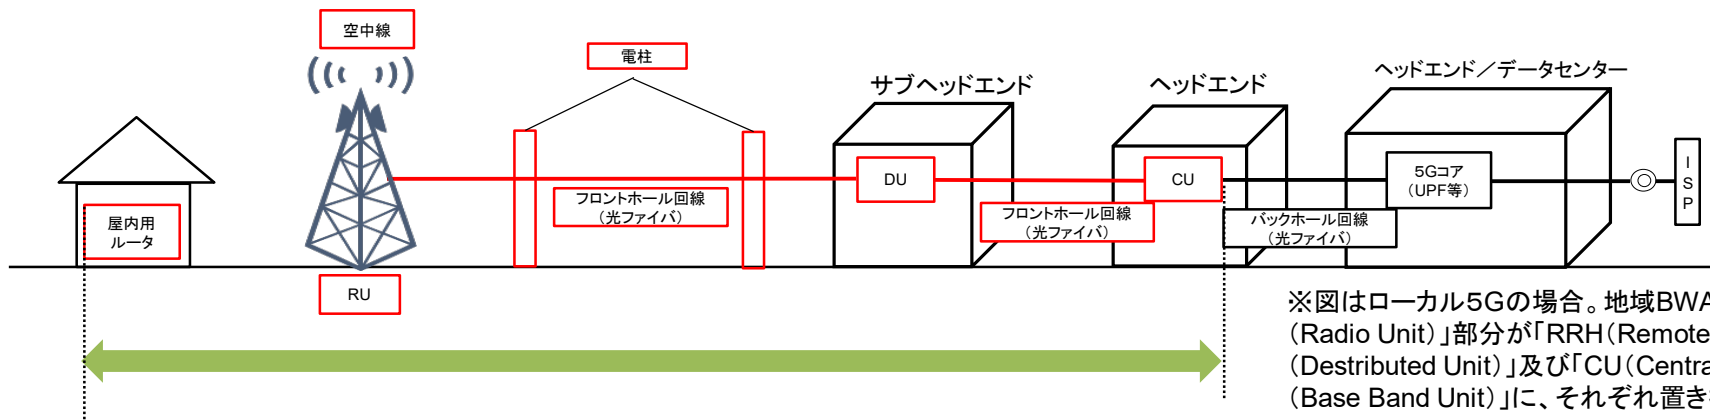 空中線
電柱
サブヘッドエンド
ヘッドエンド
ヘッドエンド／データセンター
屋内用
ルータ
フロントホール回線
（光ファイバ）
DU
フロントホール回線
（光ファイバ）
CU
バックホール回線
（光ファイバ）
5Gコア
（UPF等）
ISP
RU
※図はローカル5Gの場合。地域BWA
（Radio Unit）」部分が「RRH（Remote
（Destributed Unit）」及び「CU（Centra
（Base Band Unit）」に、それぞれ置き